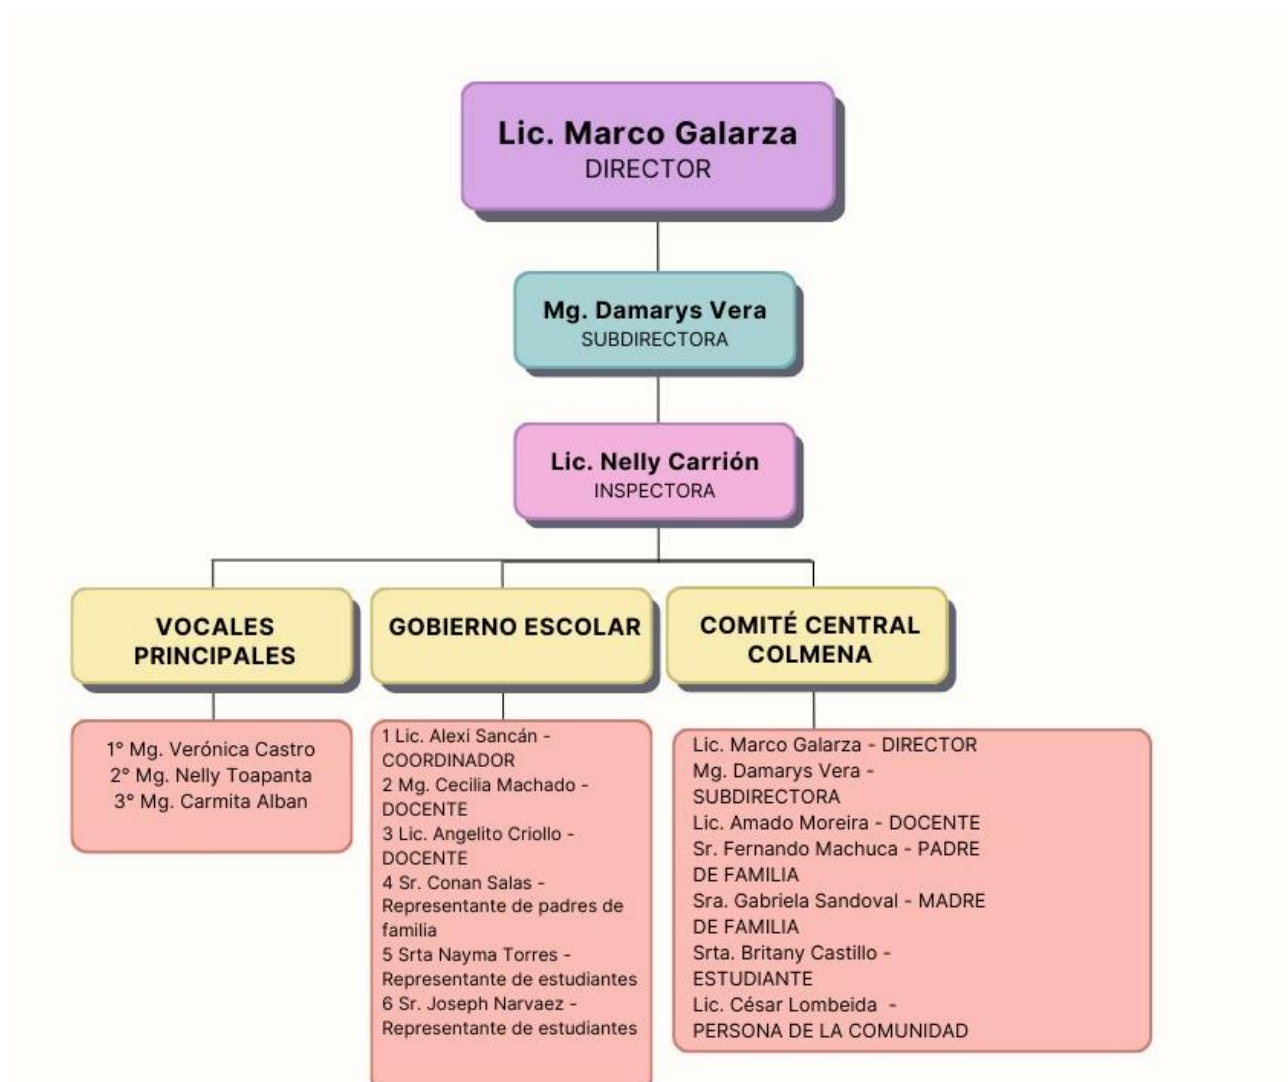 Lic. Marco Galarza
DIRECTOR
Mg. Damarys Vera
SUBDIRECTORA
Lic. Nelly Carrión
INSPECTORA
VOCALES
PRINCIPALES
1° Mg. Verónica Castro
2° Mg. Nelly Toapanta
3° Mg. Carmita Alban
GOBIERNO ESCOLAR
1 Lic. Alexi Sancán -
COORDINADOR
2 Mg. Cecilia Machado -
DOCENTE
3 Lic. Angelito Criollo -
DOCENTE
4 Sr. Conan Salas -
Representante de padres de
familia
5 Srta Nayma Torres -
Representante de estudiantes
6 Sr. Joseph Narvaez -
Representante de estudiantes
COMITÉ CENTRAL
COLMENA
Lic. Marco Galarza - DIRECTOR
Mg. Damarys Vera -
SUBDIRECTORA
Lic. Amado Moreira - DOCENTE
Sr. Fernando Machuca - PADRE
DE FAMILIA
Sra. Gabriela Sandoval - MADRE
DE FAMILIA
Srta. Britany Castillo -
ESTUDIANTE
Lic. César Lombeida  -
PERSONA DE LA COMUNIDAD